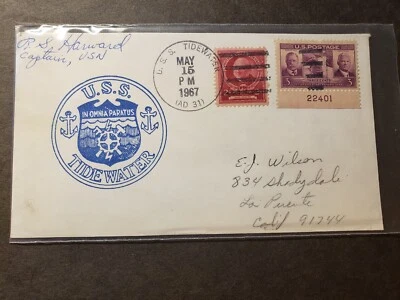 R. S. Harward
Captain, USN
U.S.S. TIDEWATER
MAY
15
PM
1967
(AD 31)
U.S. POSTAGE
22401
U.S.S.
IN OMNIA PARATUS
TIDEWATER
E.J. Wilson
834 Shadydale
La Puente
Calif 91744